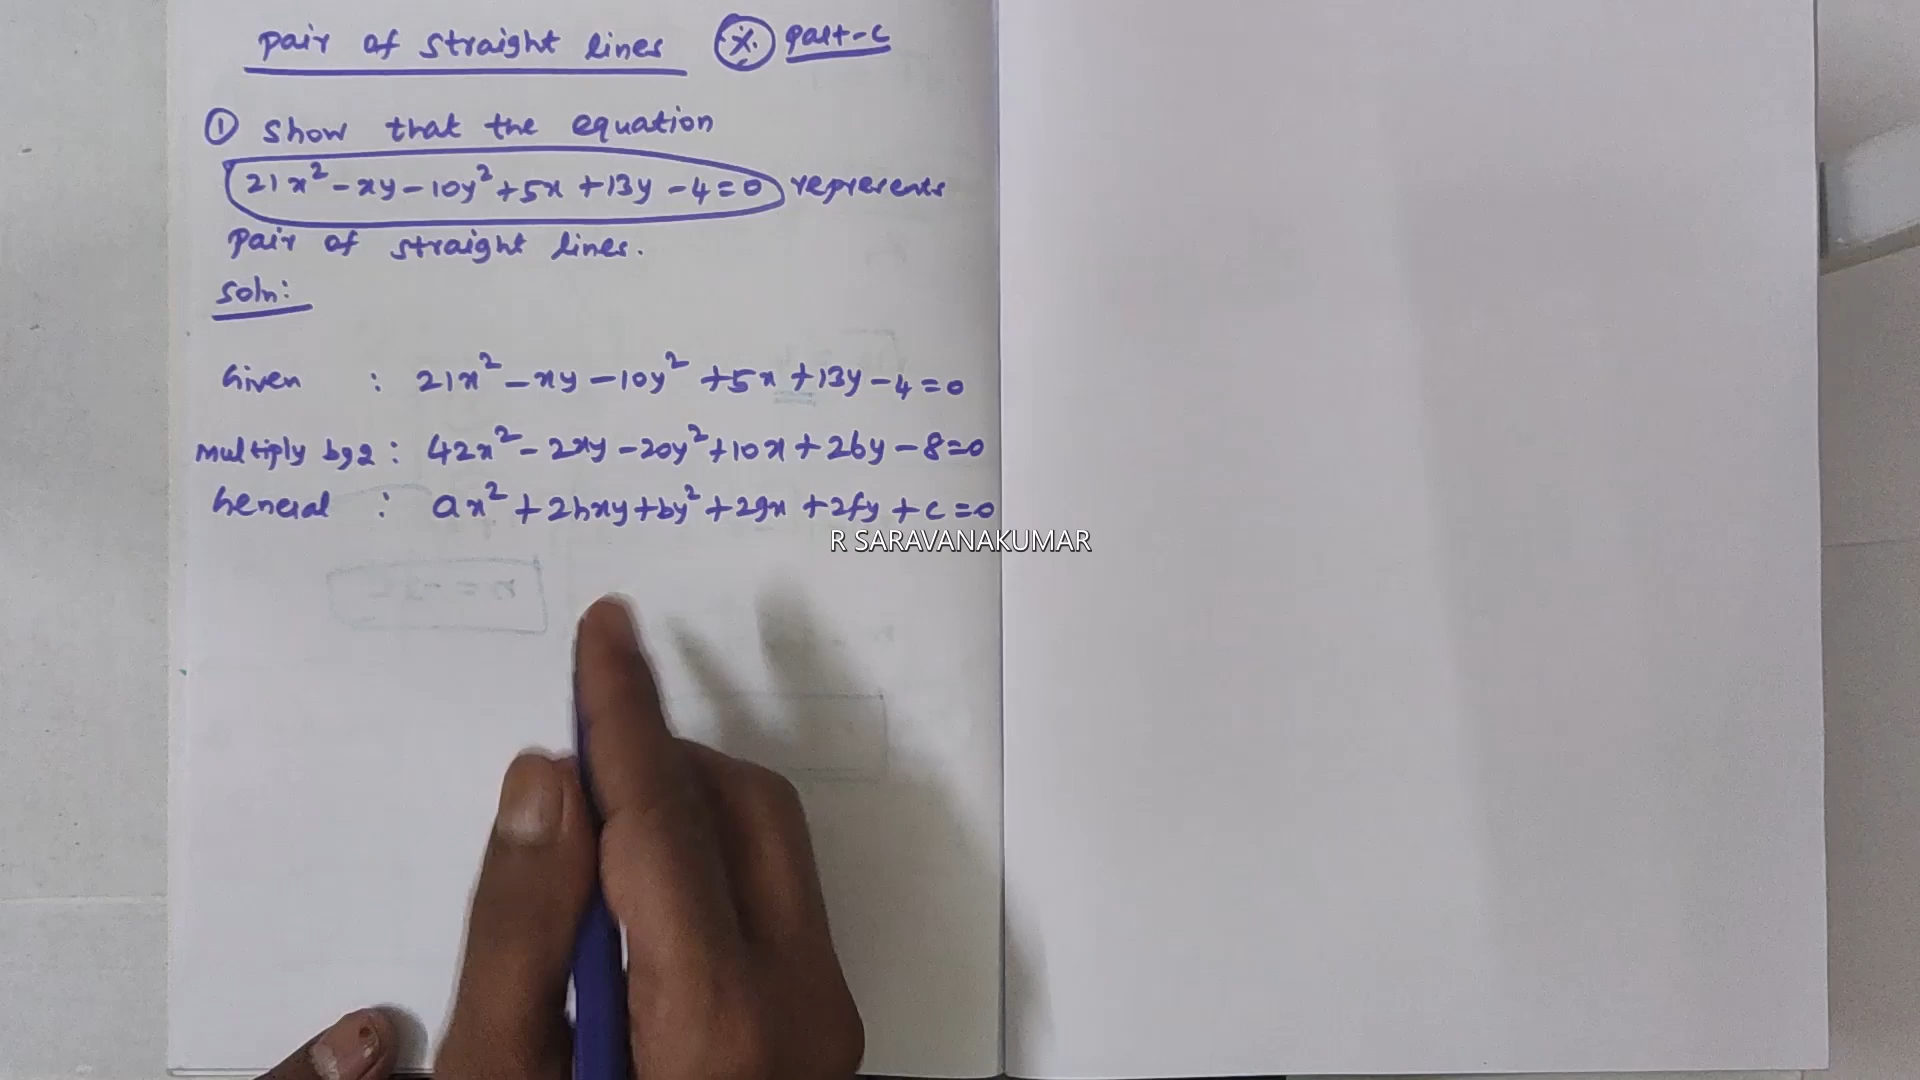 pair of straight lines X. part-c
① Show that the equation
21x² - xy - 10y² + 5x + 13y - 4 = 0 represents
pair of straight lines.
Soln:
Given : 21x² - xy - 10y² + 5x + 13y - 4 = 0
Multiply by 2 : 42x² - 2xy - 20y² + 10x + 26y - 8 = 0
General : ax² + 2hxy + by² + 2gx + 2fy + c = 0
R SARAVANAKUMAR